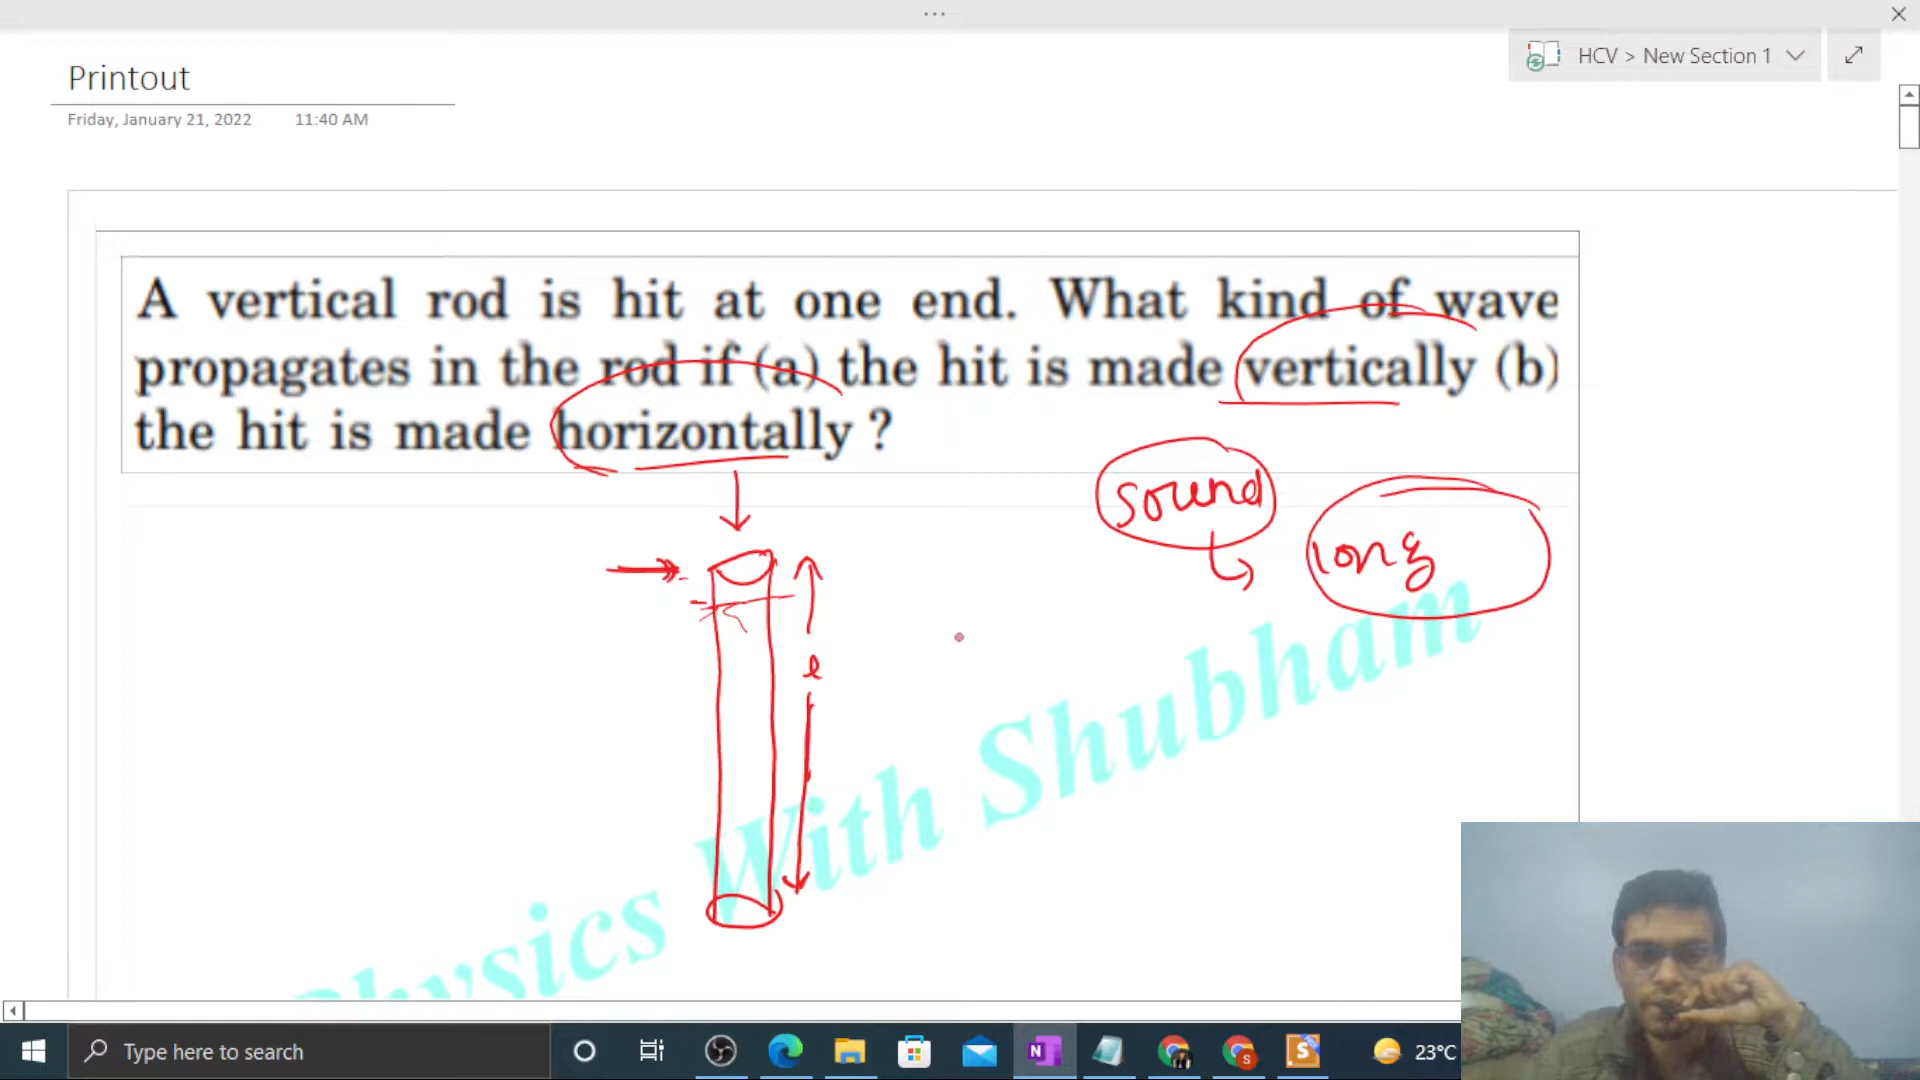 ...
HCV > New Section 1
Printout
Friday, January 21, 2022 11:40 AM
A vertical rod is hit at one end. What kind of wave
propagates in the rod if (a) the hit is made vertically (b)
the hit is made horizontally ?
sound
long
l
Physics With Shubham
Type here to search
23°C